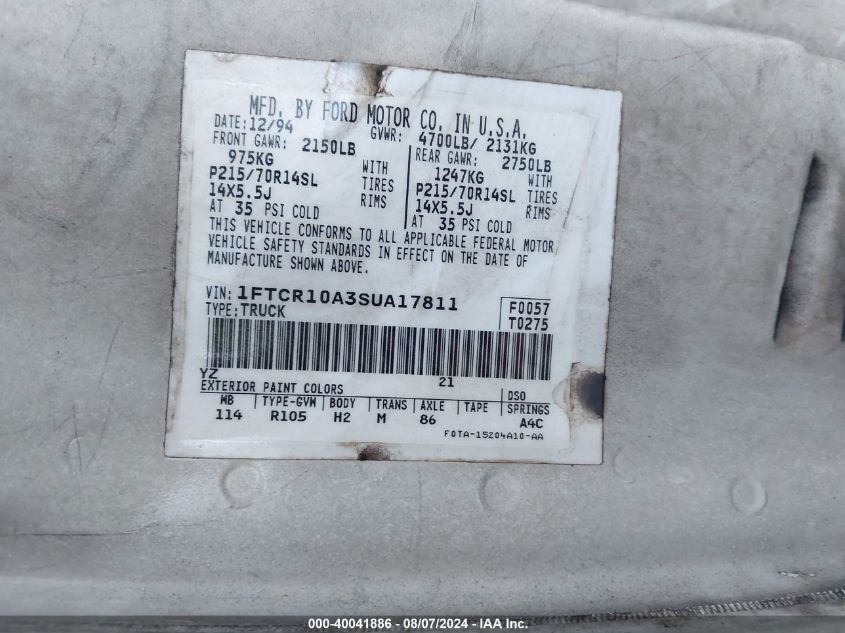 MFD. BY FORD MOTOR CO. IN U.S.A.
DATE: 12/94 GVWR: 4700LB/ 2131KG
FRONT GAWR: 2150LB REAR GAWR: 2750LB
975KG WITH 1247KG WITH
P215/70R14SL TIRES P215/70R14SL TIRES
14X5.5J RIMS 14X5.5J RIMS
AT 35 PSI COLD AT 35 PSI COLD
THIS VEHICLE CONFORMS TO ALL APPLICABLE FEDERAL MOTOR
VEHICLE SAFETY STANDARDS IN EFFECT ON THE DATE OF
MANUFACTURE SHOWN ABOVE.
VIN: 1FTCR10A3SUA17811 F0057
TYPE: TRUCK T0275
YZ 21
EXTERIOR PAINT COLORS DSO
WB TYPE-GVW BODY TRANS AXLE TAPE SPRINGS
114 R105 H2 M 86 A4C
F0TA-15204A10-AA
000-40041886 - 08/07/2024 - IAA Inc.